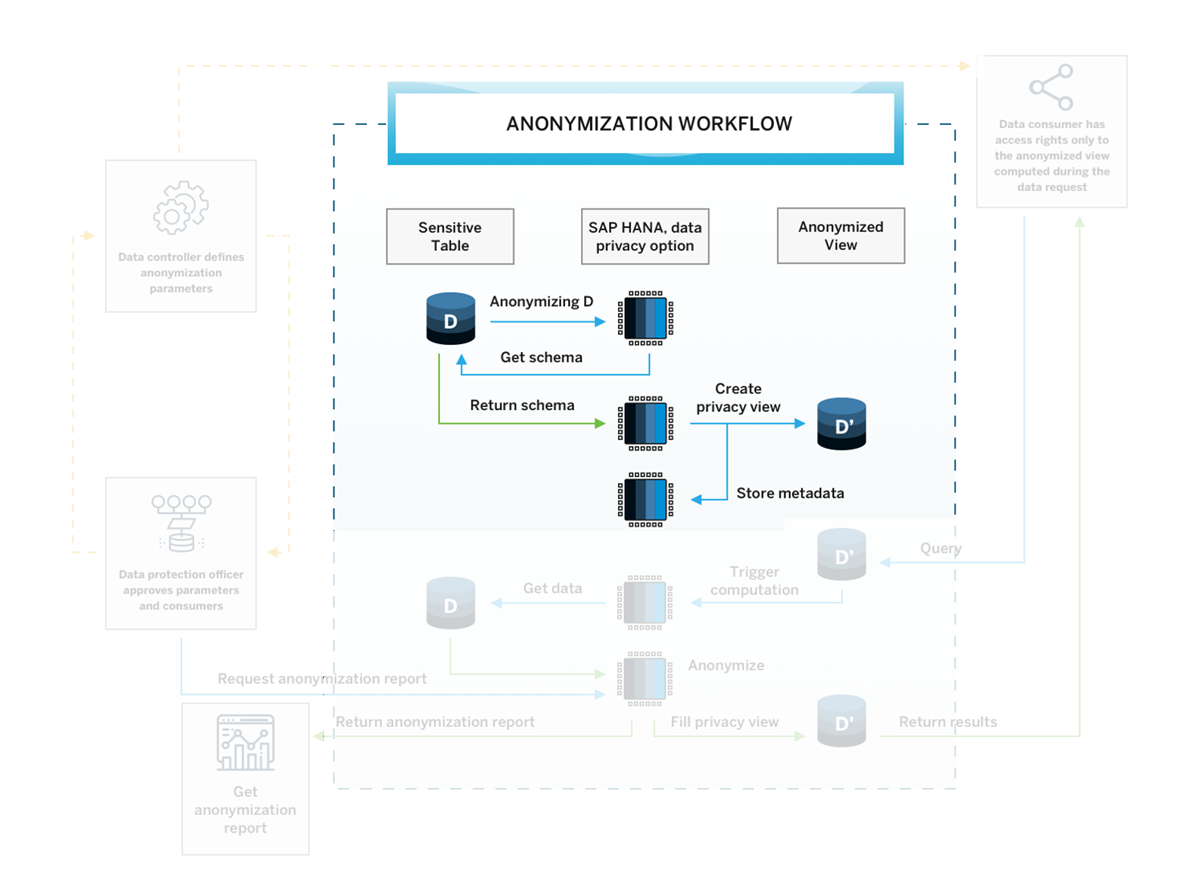 ANONYMIZATION WORKFLOW
Data consumer has
access rights only to
the anonymized view
computed during the
data request
Data controller defines
anonymization
parameters
Sensitive
Table
SAP HANA, data
privacy option
Anonymized
View
D
Anonymizing D
Get schema
Return schema
Create
privacy view
D’
Store metadata
Data protection officer
approves parameters
and consumers
Query
D’
Trigger
computation
Get data
D
Anonymize
Request anonymization report
Return anonymization report
Fill privacy view
D’
Return results
Get
anonymization
report